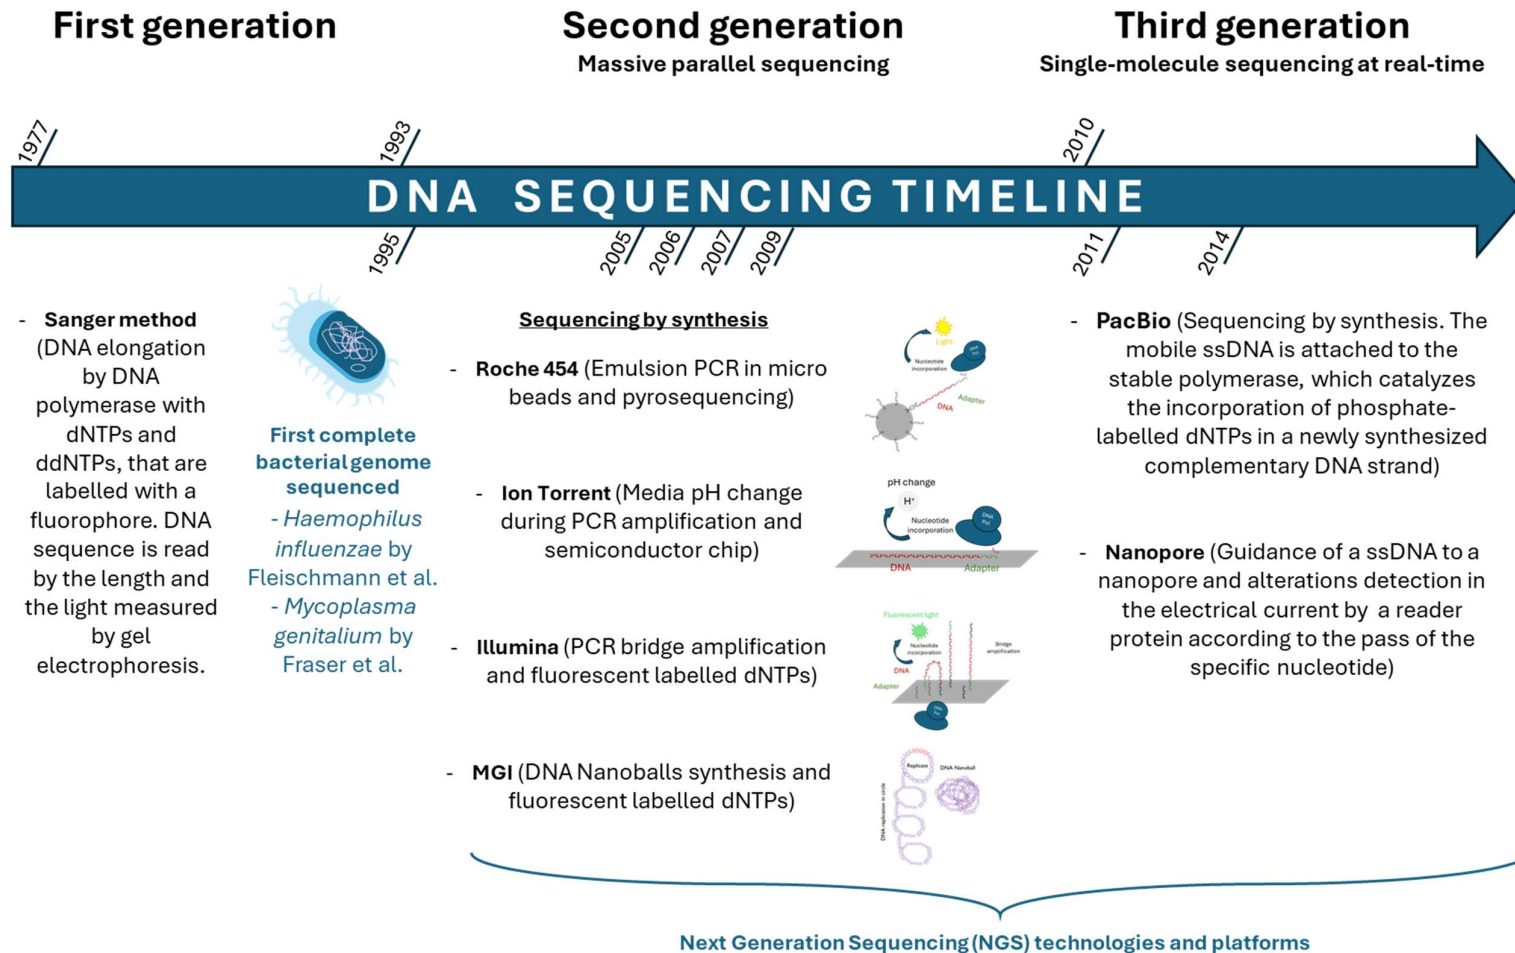 First generation
Second generation
Massive parallel sequencing
Third generation
Single-molecule sequencing at real-time
1977
1993
2010
DNA SEQUENCING TIMELINE
1995
2005
2006
2007
2009
2011
2014
- Sanger method
(DNA elongation
by DNA
polymerase with
dNTPs and
ddNTPs, that are
labelled with a
fluorophore. DNA
sequence is read
by the length and
the light measured
by gel
electrophoresis.
First complete
bacterial genome
sequenced
- Haemophilus
influenzae by
Fleischmann et al.
- Mycoplasma
genitalium by
Fraser et al.
Sequencing by synthesis
- Roche 454 (Emulsion PCR in micro
beads and pyrosequencing)
Light
Nucleotide
incorporation
DNA
Pol
Adapter
DNA
- Ion Torrent (Media pH change
during PCR amplification and
semiconductor chip)
pH change
H+
Nucleotide
incorporation
DNA
Pol
DNA
Adapter
- Illumina (PCR bridge amplification
and fluorescent labelled dNTPs)
Fluorescent light
Nucleotide
incorporation
DNA
Bridge
amplification
Adapter
DNA
Pol
- MGI (DNA Nanoballs synthesis and
fluorescent labelled dNTPs)
Replicate
DNA Nanoball
DNA replication in circle
- PacBio (Sequencing by synthesis. The
mobile ssDNA is attached to the
stable polymerase, which catalyzes
the incorporation of phosphate-
labelled dNTPs in a newly synthesized
complementary DNA strand)
- Nanopore (Guidance of a ssDNA to a
nanopore and alterations detection in
the electrical current by a reader
protein according to the pass of the
specific nucleotide)
Next Generation Sequencing (NGS) technologies and platforms